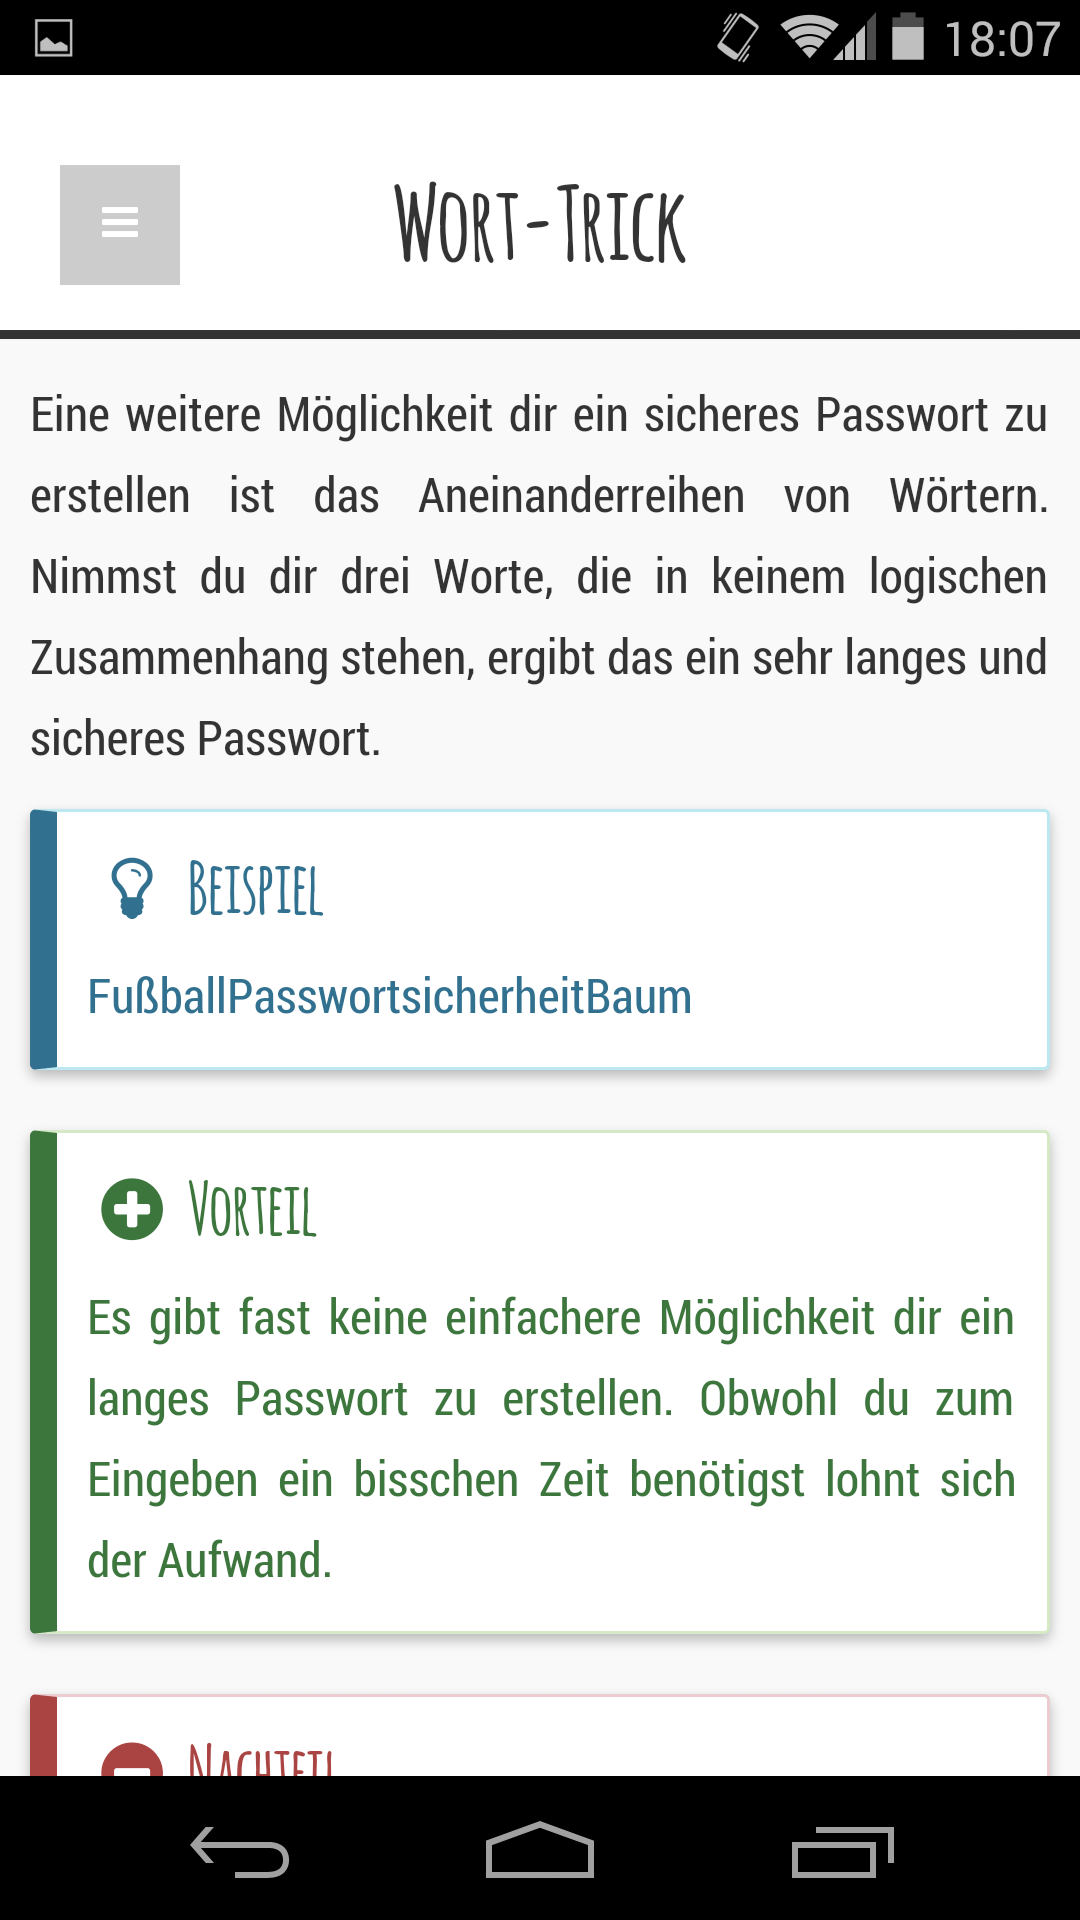 18:07
Wort-Trick
Eine weitere Möglichkeit dir ein sicheres Passwort zu
erstellen ist das Aneinanderreihen von Wörtern.
Nimmst du dir drei Worte, die in keinem logischen
Zusammenhang stehen, ergibt das ein sehr langes und
sicheres Passwort.
Beispiel
FußballPasswortsicherheitBaum
Vorteil
Es gibt fast keine einfachere Möglichkeit dir ein
langes Passwort zu erstellen. Obwohl du zum
Eingeben ein bisschen Zeit benötigst lohnt sich
der Aufwand.
Nachteil